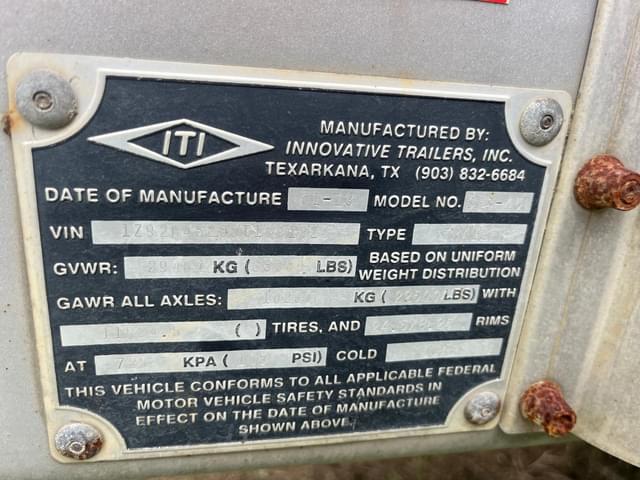 ITI
MANUFACTURED BY:
INNOVATIVE TRAILERS, INC.
TEXARKANA, TX (903) 832-6684
DATE OF MANUFACTURE MODEL NO.
VIN TYPE
GVWR: KG ( LBS) BASED ON UNIFORM WEIGHT DISTRIBUTION
GAWR ALL AXLES: KG ( LBS) WITH
( ) TIRES, AND RIMS
AT KPA ( PSI) COLD
THIS VEHICLE CONFORMS TO ALL APPLICABLE FEDERAL
MOTOR VEHICLE SAFETY STANDARDS IN
EFFECT ON THE DATE OF MANUFACTURE
SHOWN ABOVE.